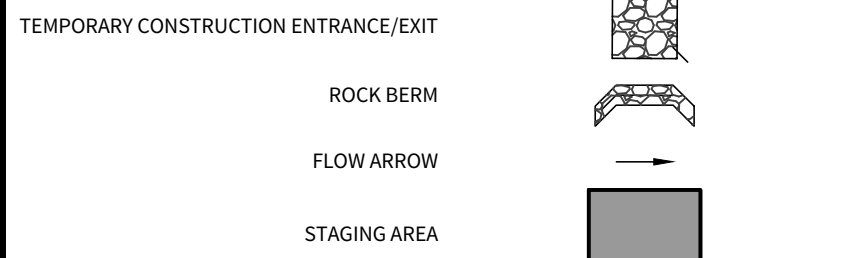 TEMPORARY CONSTRUCTION ENTRANCE/EXIT
ROCK BERM
FLOW ARROW
STAGING AREA